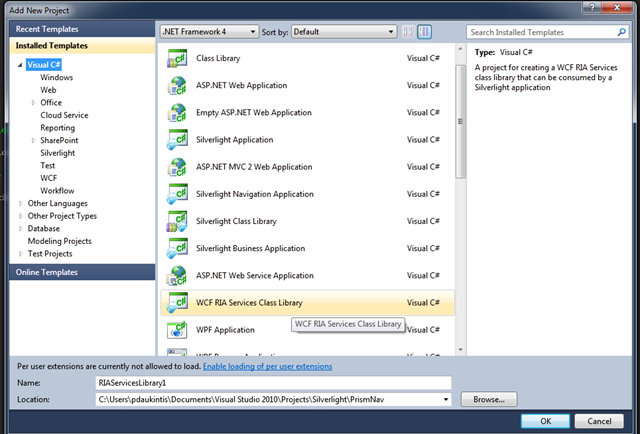 Add New Project
Recent Templates
Installed Templates
Visual C#
Windows
Web
Office
Cloud Service
Reporting
SharePoint
Silverlight
Test
WCF
Workflow
Other Languages
Other Project Types
Database
Modeling Projects
Test Projects
Online Templates
.NET Framework 4 Sort by: Default
Class Library Visual C#
ASP.NET Web Application Visual C#
Empty ASP.NET Web Application Visual C#
Silverlight Application Visual C#
ASP.NET MVC 2 Web Application Visual C#
Silverlight Navigation Application Visual C#
Silverlight Class Library Visual C#
Silverlight Business Application Visual C#
ASP.NET Web Service Application Visual C#
WCF RIA Services Class Library Visual C#
WCF RIA Services Class Library
WPF Application Visual C#
Search Installed Templates
Type: Visual C#
A project for creating a WCF RIA Services
class library that can be consumed by a
Silverlight application
Per user extensions are currently not allowed to load. Enable loading of per user extensions
Name: RIAServicesLibrary1
Location: C:\Users\pdaukintis\Documents\Visual Studio 2010\Projects\Silverlight\PrismNav Browse...
OK Cancel